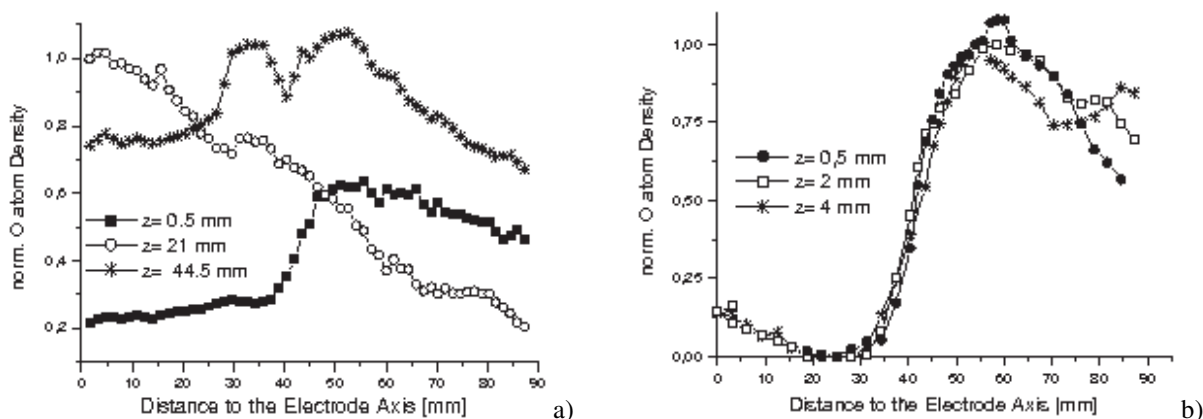 1,0
0,8
0,6
0,4
0,2
norm. O atom Density
z= 0.5 mm
z= 21 mm
z= 44.5 mm
0 10 20 30 40 50 60 70 80 90
Distance to the Electrode Axis [mm]
a)
1,00
0,75
0,50
0,25
0,00
norm. O atom Density
z= 0,5 mm
z= 2 mm
z= 4 mm
0 10 20 30 40 50 60 70 80 90
Distance to the Electrode Axis [mm]
b)